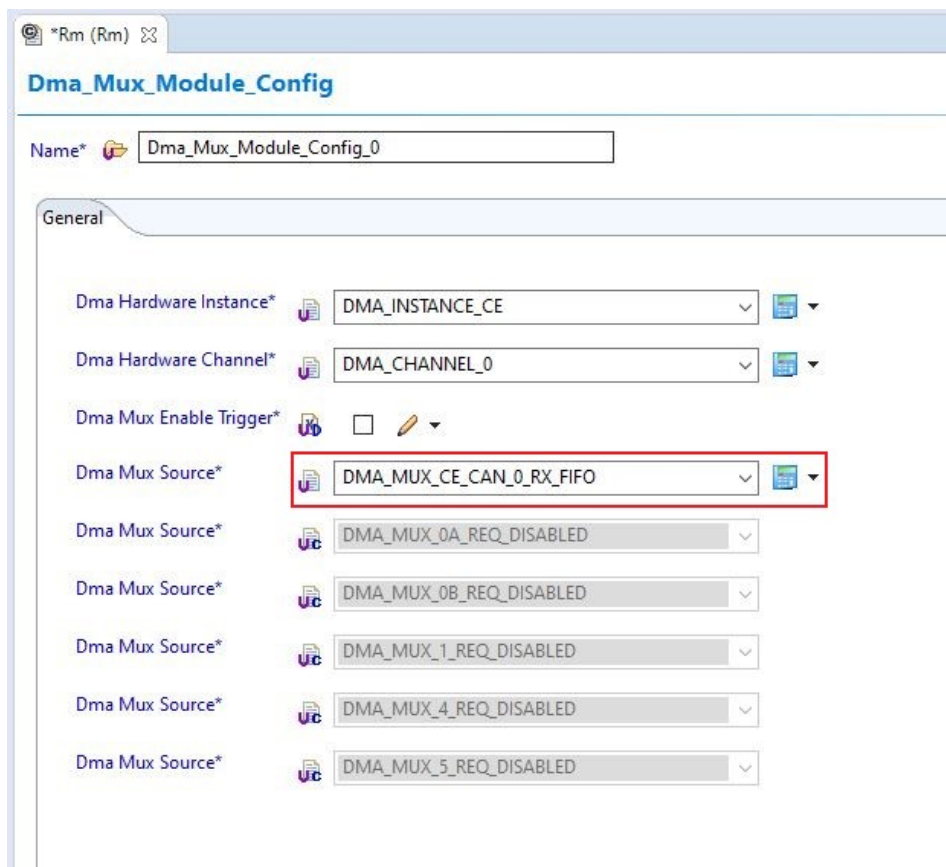 *Rm (Rm)
Dma_Mux_Module_Config
Name* Dma_Mux_Module_Config_0
General
Dma Hardware Instance* DMA_INSTANCE_CE
Dma Hardware Channel* DMA_CHANNEL_0
Dma Mux Enable Trigger*
Dma Mux Source* DMA_MUX_CE_CAN_0_RX_FIFO
Dma Mux Source* DMA_MUX_0A_REQ_DISABLED
Dma Mux Source* DMA_MUX_0B_REQ_DISABLED
Dma Mux Source* DMA_MUX_1_REQ_DISABLED
Dma Mux Source* DMA_MUX_4_REQ_DISABLED
Dma Mux Source* DMA_MUX_5_REQ_DISABLED